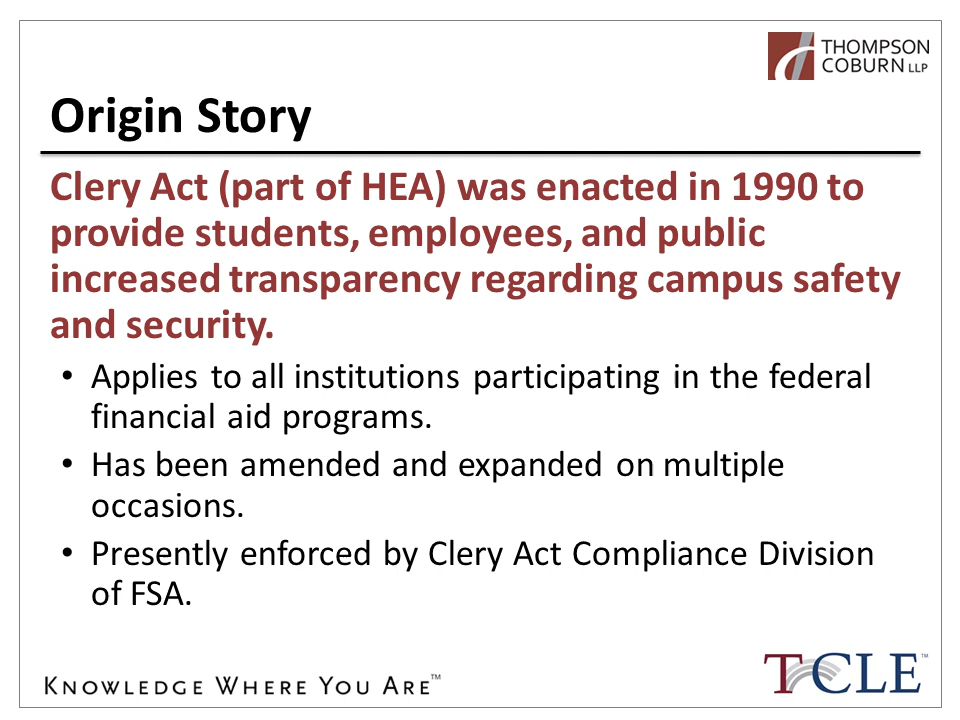 THOMPSON
COBURN LLP
Origin Story
Clery Act (part of HEA) was enacted in 1990 to
provide students, employees, and public
increased transparency regarding campus safety
and security.
• Applies to all institutions participating in the federal
financial aid programs.
• Has been amended and expanded on multiple
occasions.
• Presently enforced by Clery Act Compliance Division
of FSA.
KNOWLEDGE WHERE YOU ARE™
TCLE™